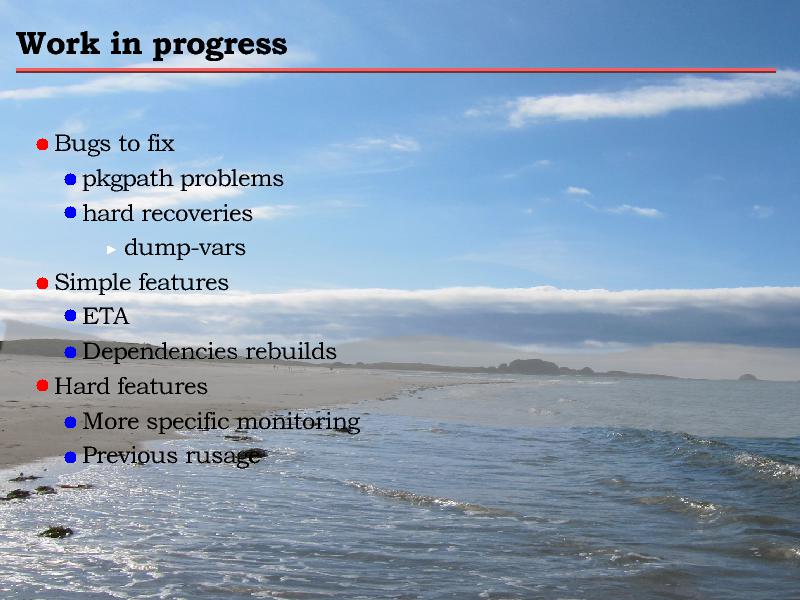 Work in progress
Bugs to fix
pkgpath problems
hard recoveries
dump-vars
Simple features
ETA
Dependencies rebuilds
Hard features
More specific monitoring
Previous rusage